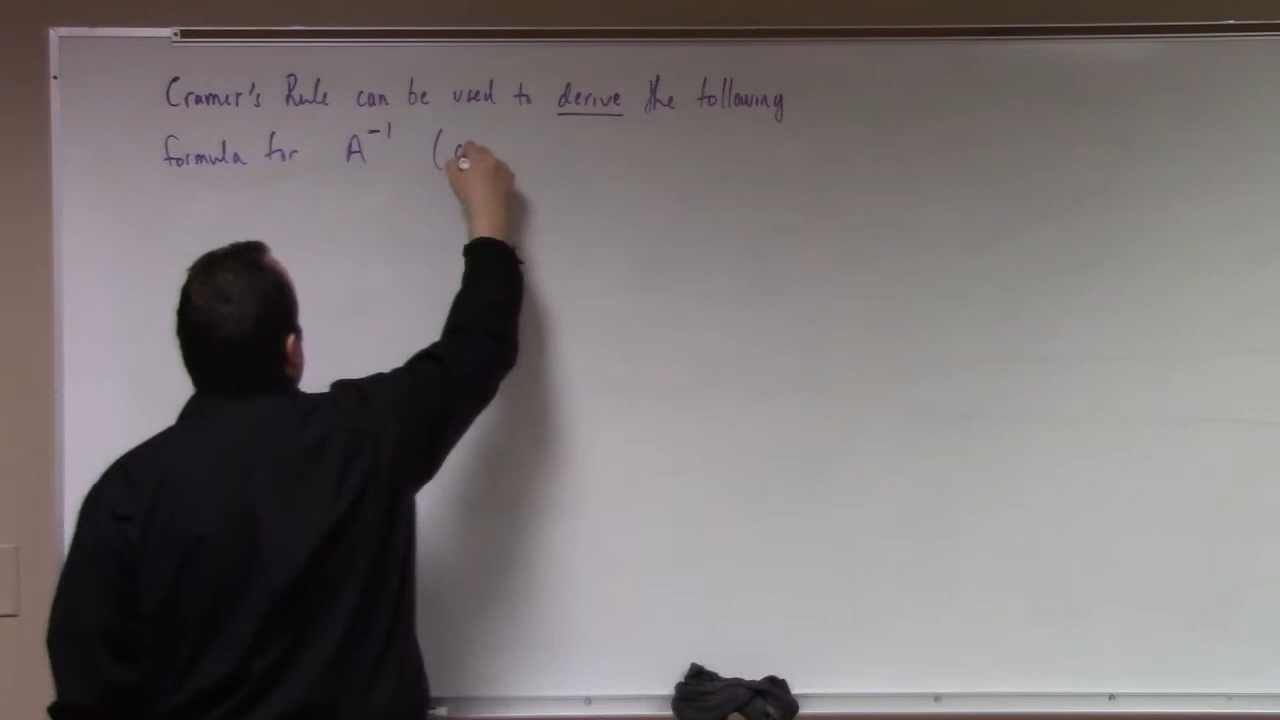 Cramer's Rule can be used to derive the following
formula for A⁻¹ (